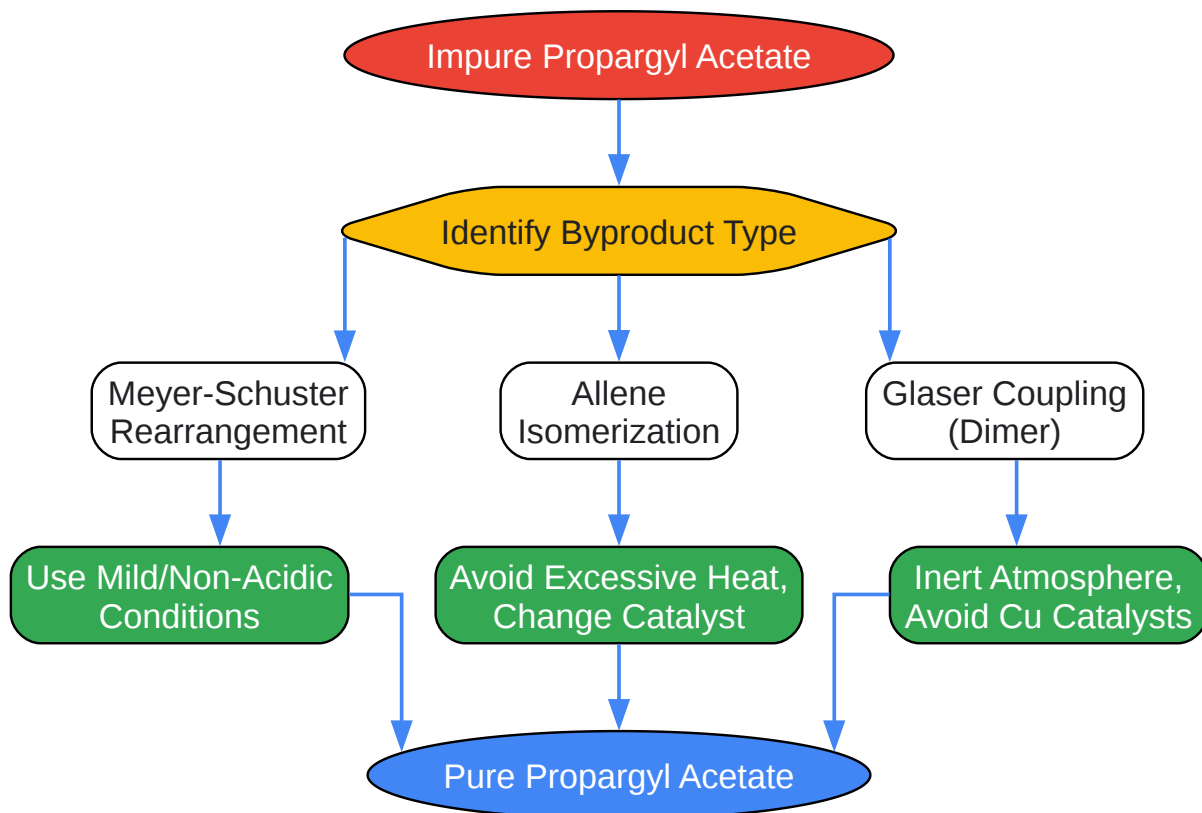 Impure Propargyl Acetate
Identify Byproduct Type
Meyer-Schuster
Rearrangement
Allene
Isomerization
Glaser Coupling
(Dimer)
Use Mild/Non-Acidic
Conditions
Avoid Excessive Heat,
Change Catalyst
Inert Atmosphere,
Avoid Cu Catalysts
Pure Propargyl Acetate